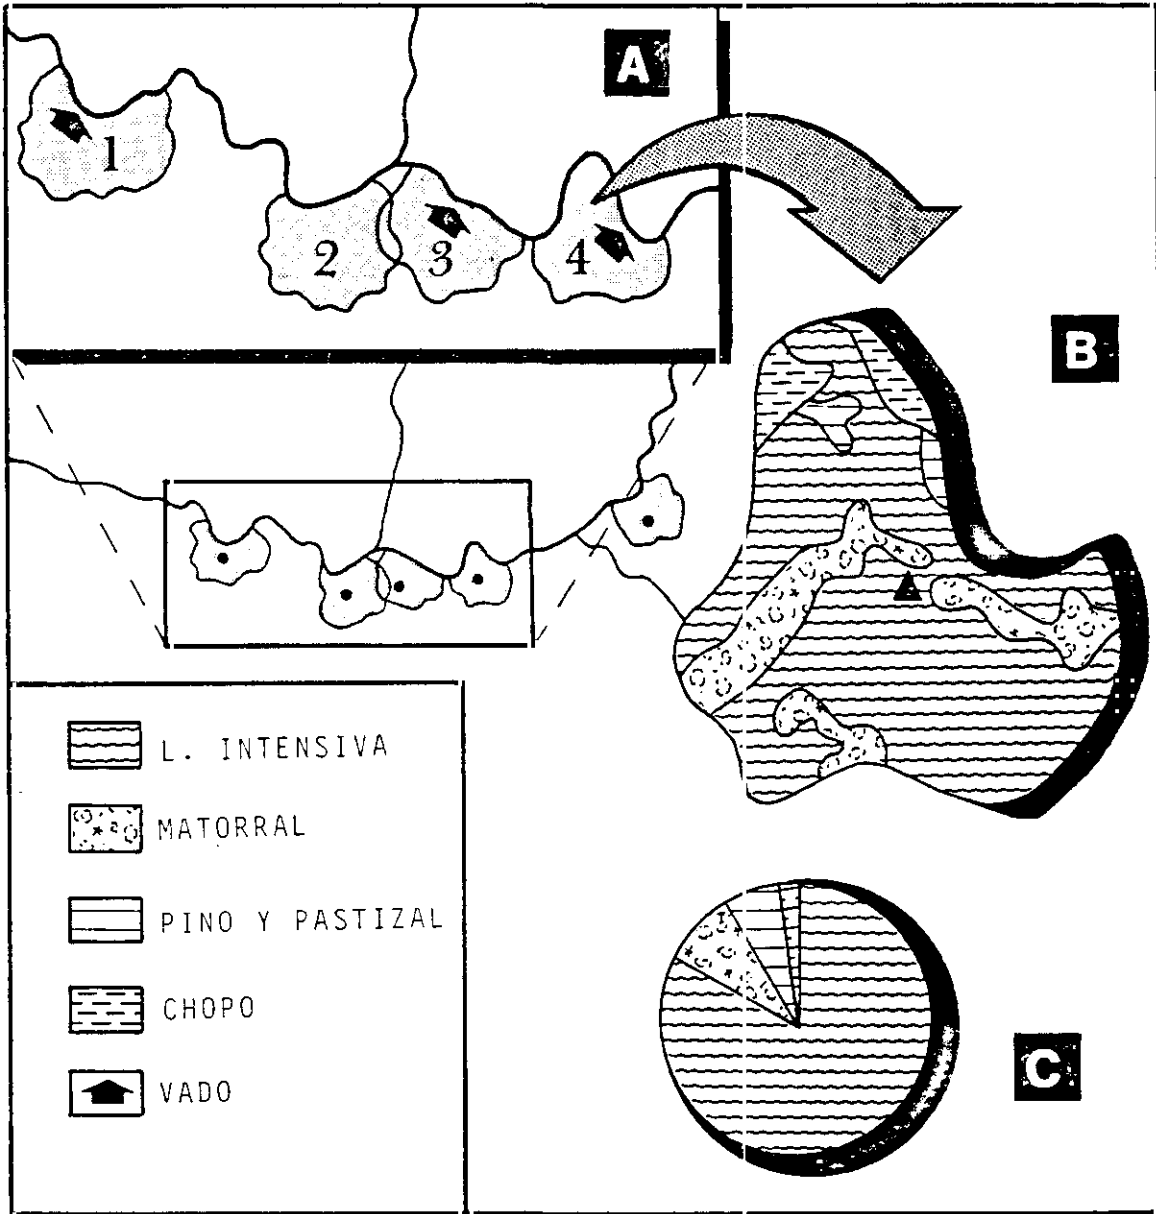 A
1
2
3
4
B
L. INTENSIVA
MATORRAL
PINO Y PASTIZAL
CHOPO
VADO
C